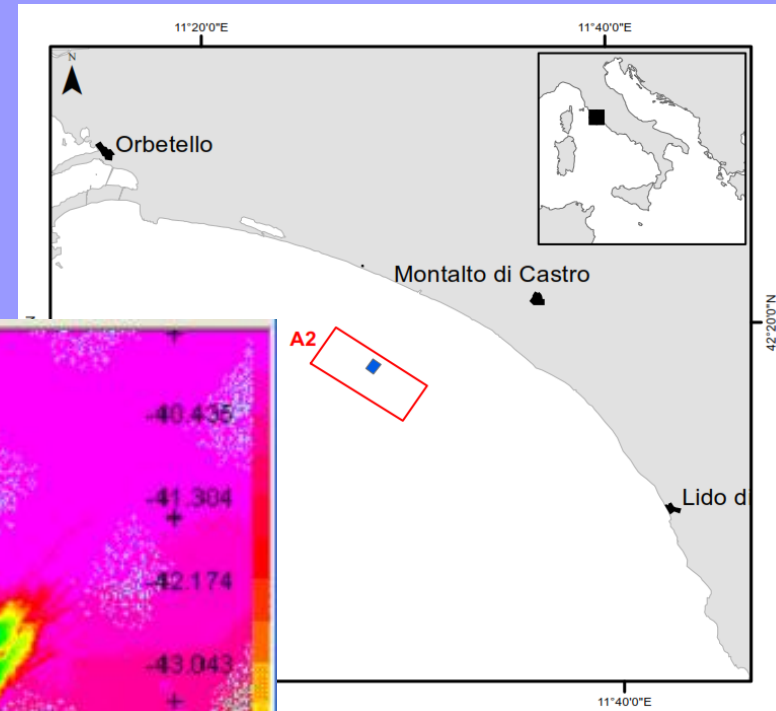 11°20'0"E
11°40'0"E
N
Orbetello
Montalto di Castro
42°20'0"N
A2
-40.435
-41.304
-42.174
-43.043
Lido di
11°40'0"E